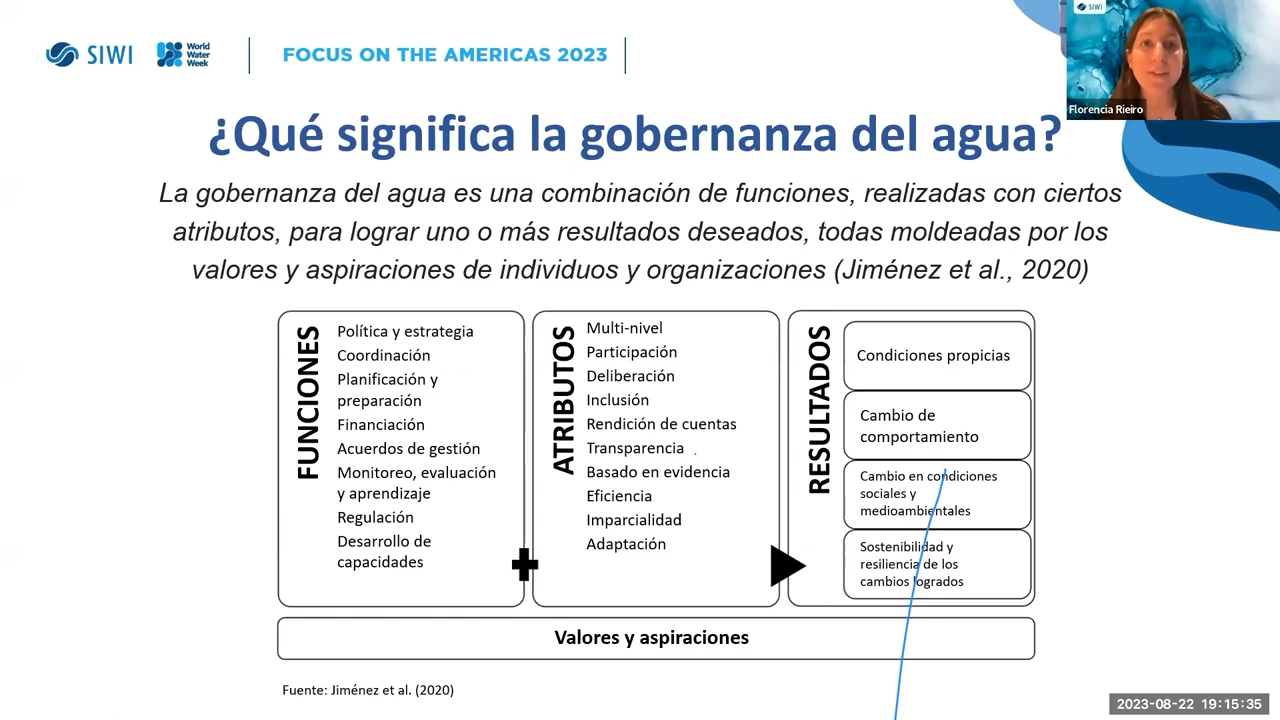 SIWI
World
Water
Week
FOCUS ON THE AMERICAS 2023
SIWI
Florencia Rieiro
¿Qué significa la gobernanza del agua?
La gobernanza del agua es una combinación de funciones, realizadas con ciertos
atributos, para lograr uno o más resultados deseados, todas moldeadas por los
valores y aspiraciones de individuos y organizaciones (Jiménez et al., 2020)
FUNCIONES
Política y estrategia
Coordinación
Planificación y
preparación
Financiación
Acuerdos de gestión
Monitoreo, evaluación
y aprendizaje
Regulación
Desarrollo de
capacidades
ATRIBUTOS
Multi-nivel
Participación
Deliberación
Inclusión
Rendición de cuentas
Transparencia
Basado en evidencia
Eficiencia
Imparcialidad
Adaptación
RESULTADOS
Condiciones propicias
Cambio de
comportamiento
Cambio en condiciones
sociales y
medioambientales
Sostenibilidad y
resiliencia de los
cambios logrados
Valores y aspiraciones
Fuente: Jiménez et al. (2020)
2023-08-22 19:15:35